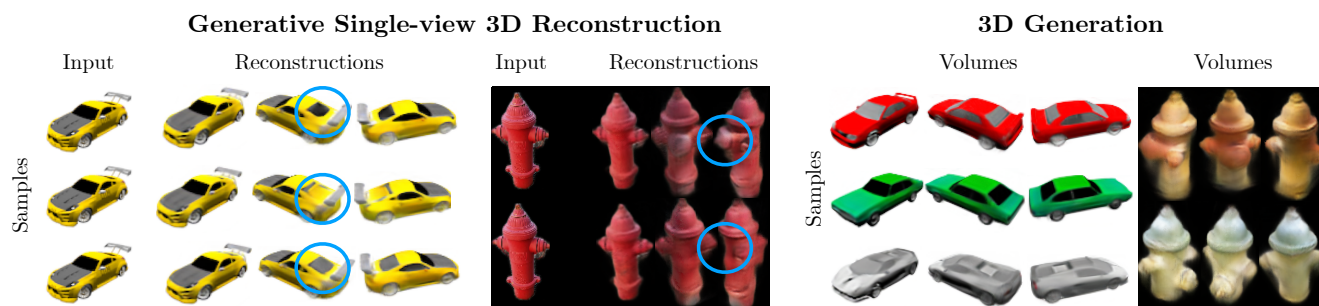 Generative Single-view 3D Reconstruction
3D Generation
Input
Reconstructions
Input
Reconstructions
Volumes
Volumes
Samples
Samples